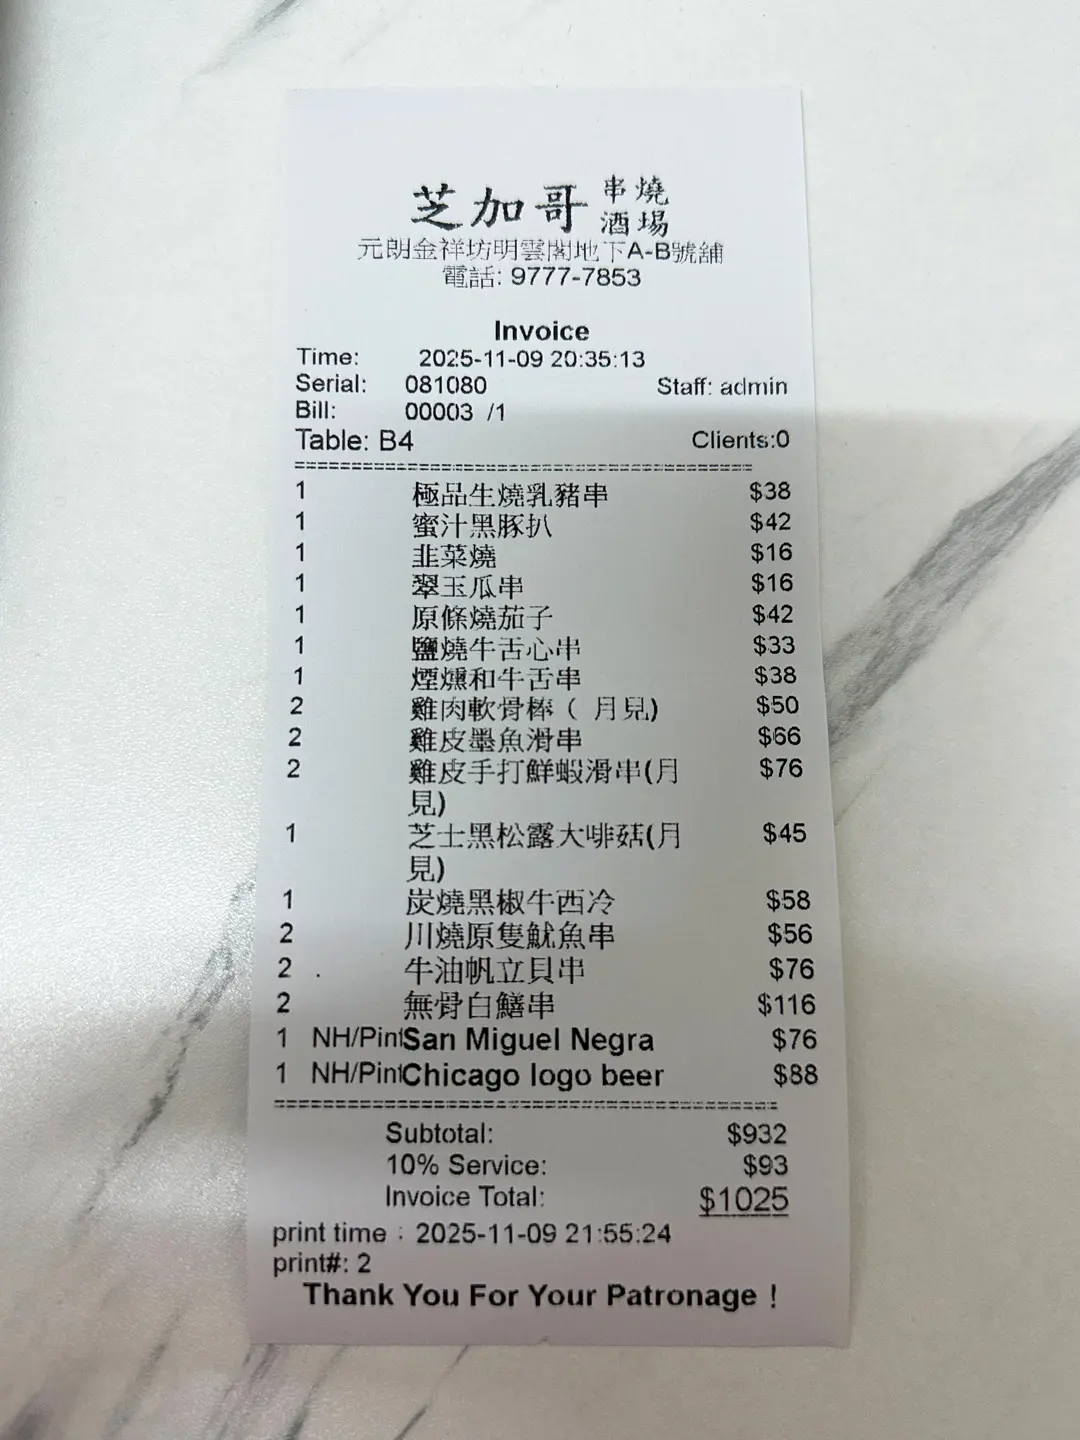 芝加哥 串燒酒場
元朗金祥坊明雲閣地下A-B號舖
電話: 9777-7853
Invoice
Time: 2025-11-09 20:35:13
Serial: 081080 Staff: admin
Bill: 00003 /1
Table: B4 Clients:0
1 極品生燒乳豬串 $38
1 蜜汁黑豚扒 $42
1 韭菜燒 $16
1 翠玉瓜串 $16
1 原條燒茄子 $42
1 鹽燒牛舌心串 $33
1 煙燻和牛舌串 $38
2 雞肉軟骨棒（ 月見) $50
2 雞皮墨魚滑串 $66
2 雞皮手打鮮蝦滑串(月 $76
見)
1 芝士黑松露大啡菇(月 $45
見)
1 炭燒黑椒牛西冷 $58
2 川燒原隻魷魚串 $56
2 . 牛油帆立貝串 $76
2 無骨白鱔串 $116
1 NH/Pint San Miguel Negra $76
1 NH/Pint Chicago logo beer $88
Subtotal: $932
10% Service: $93
Invoice Total: $1025
print time : 2025-11-09 21:55:24
print#: 2
Thank You For Your Patronage !